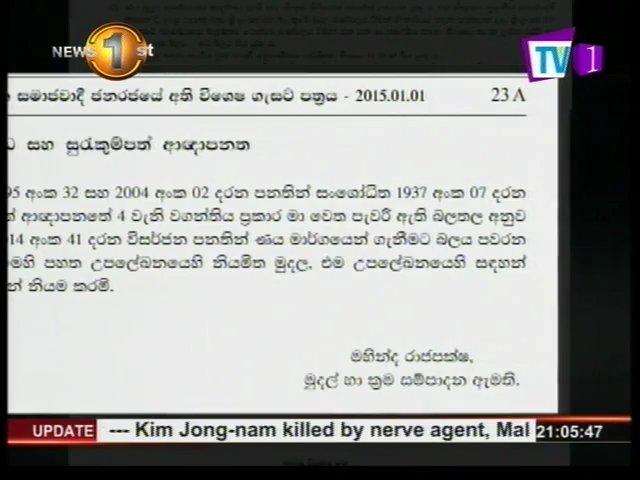 NEWS 1st
TV 1
සමාජවාදී ජනරජයේ අති විශෙෂ ගැසට් පත්‍රය - 2015.01.01 23 A
සහ සුරැකුම්පත් ආඥාපනත
95 අංක 32 සහ 2004 අංක 02 දරන පනතින් සංශෝධිත 1937 අංක 07 දරන
ආඥාපනතේ 4 වැනි වගන්තිය ප්‍රකාර මා වෙත පැවරී ඇති බලතල අනුව
14 අංක 41 දරන විසර්ජන පනතින් ණය මාර්ගයෙන් ගැනීමට බලය පවරන
මෙහි පහත උපලේඛනයෙහි නියමිත මුදල, එම උපලේඛනයෙහි සඳහන්
නියම කරමි.
මහින්ද රාජපක්ෂ,
මුදල් හා ක්‍රම සම්පාදන ඇමති.
UPDATE --- Kim Jong-nam killed by nerve agent, Mal 21:05:47